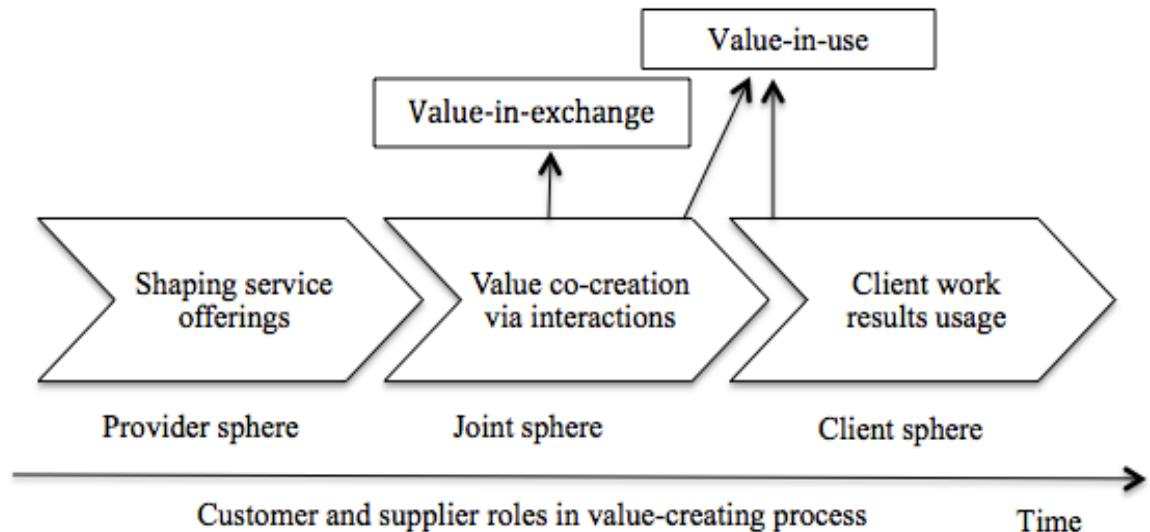 Value-in-use
Value-in-exchange
Shaping service
offerings
Value co-creation
via interactions
Client work
results usage
Provider sphere
Joint sphere
Client sphere
Customer and supplier roles in value-creating process
Time